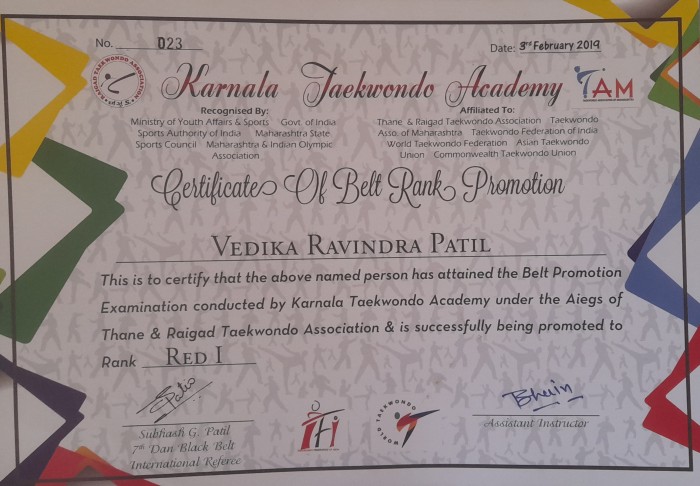 No. 023
Date: 3rd February 2019
Karnala Taekwondo Academy
TAM
Recognised By:
Ministry of Youth Affairs & Sports Govt. of India
Sports Authority of India Maharashtra State
Sports Council Maharashtra & Indian Olympic
Association
Affiliated To:
Thane & Raigad Taekwondo Association Taekwondo
Asso. of Maharashtra Taekwondo Federation of India
World Taekwondo Federation Asian Taekwondo
Union Commonwealth Taekwondo Union
Certificate Of Belt Rank Promotion
VEDIKA RAVINDRA PATIL
This is to certify that the above named person has attained the Belt Promotion
Examination conducted by Karnala Taekwondo Academy under the Aiegs of
Thane & Raigad Taekwondo Association & is successfully being promoted to
Rank RED I
Subhash G. Patil
7th Dan Black Belt
International Referee
TFI
WORLD TAEKWONDO
Assistant Instructor